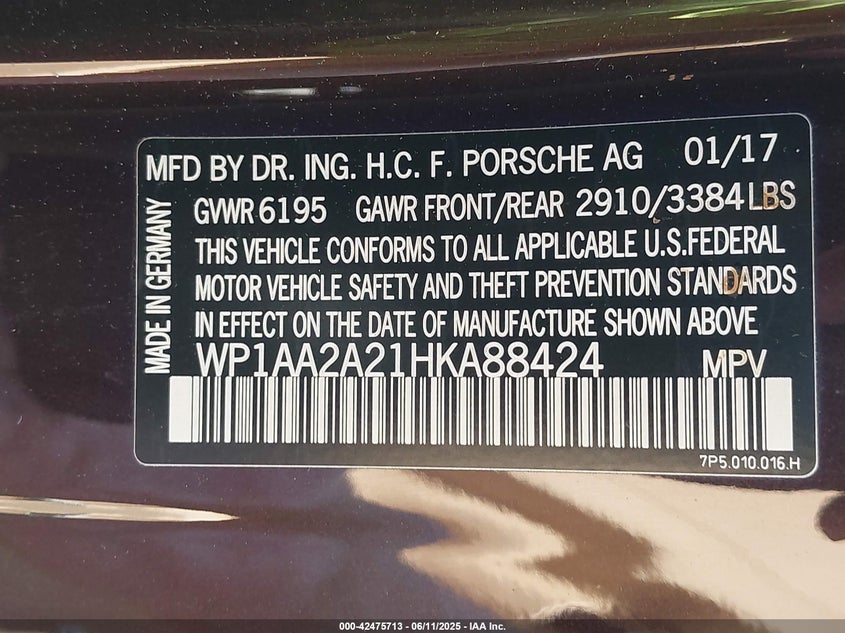 MFD BY DR. ING. H.C. F. PORSCHE AG 01/17
GVWR 6195 GAWR FRONT/REAR 2910/3384LBS
THIS VEHICLE CONFORMS TO ALL APPLICABLE U.S.FEDERAL
MOTOR VEHICLE SAFETY AND THEFT PREVENTION STANDARDS
IN EFFECT ON THE DATE OF MANUFACTURE SHOWN ABOVE
WP1AA2A21HKA88424 MPV
MADE IN GERMANY
7P5.010.016.H
000-42475713 - 06/11/2025 - IAA Inc.